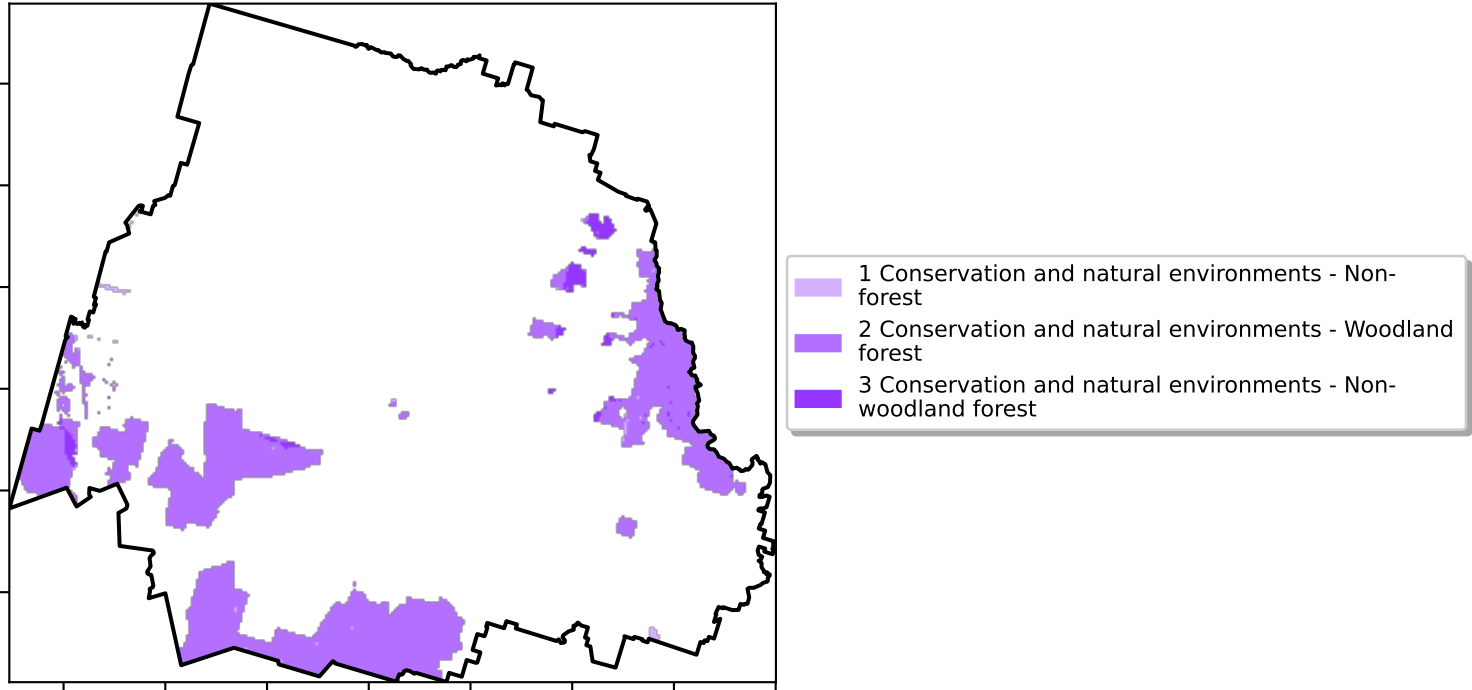 1 Conservation and natural environments - Non-
forest
2 Conservation and natural environments - Woodland
forest
3 Conservation and natural environments - Non-
woodland forest